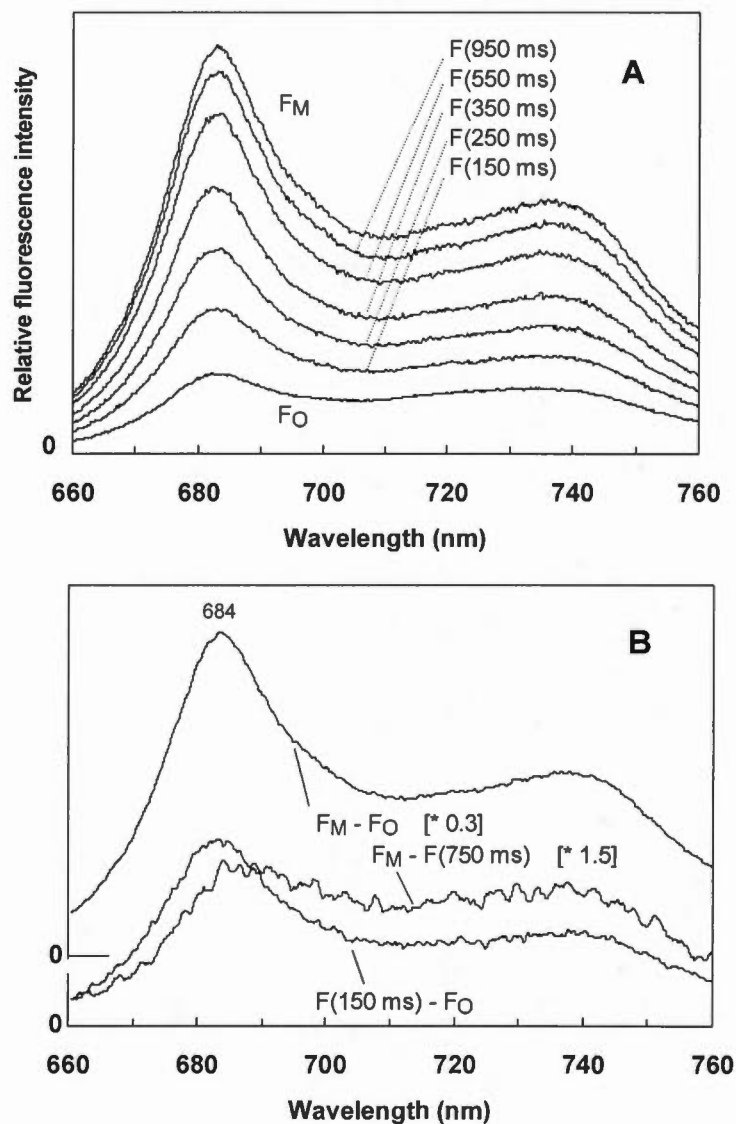 A
F(950 ms)
F(550 ms)
F(350 ms)
F(250 ms)
F(150 ms)
FM
FO
Relative fluorescence intensity
0
660 680 700 720 740 760
Wavelength (nm)
684
B
FM - FO [* 0.3]
FM - F(750 ms) [* 1.5]
F(150 ms) - FO
0
0
660 680 700 720 740 760
Wavelength (nm)